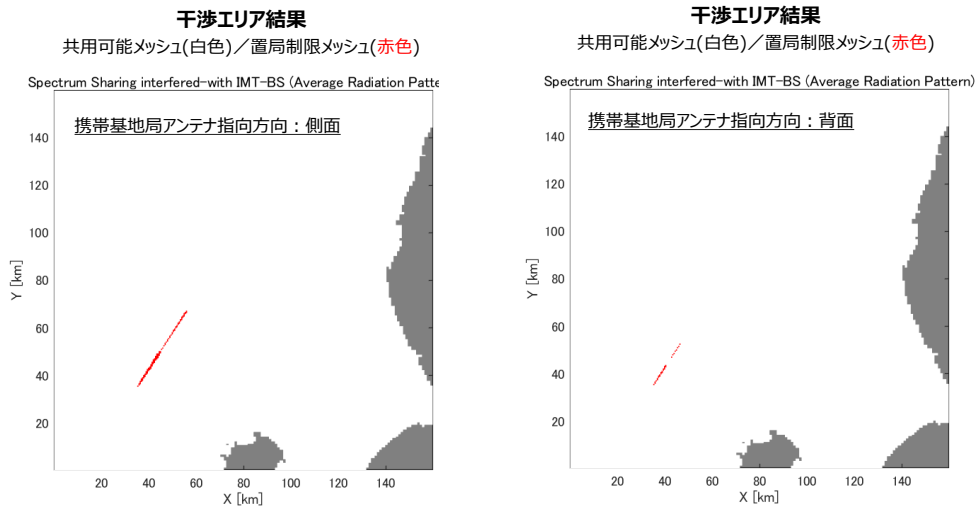 干渉エリア結果
共用可能メッシュ(白色)／置局制限メッシュ(赤色)
Spectrum Sharing interfered-with IMT-BS (Average Radiation Patte
携帯基地局アンテナ指向方向：側面
140
120
100
80
60
40
20
Y [km]
20 40 60 80 100 120 140
X [km]
干渉エリア結果
共用可能メッシュ(白色)／置局制限メッシュ(赤色)
Spectrum Sharing interfered-with IMT-BS (Average Radiation Pattern)
携帯基地局アンテナ指向方向：背面
140
120
100
80
60
40
20
Y [km]
20 40 60 80 100 120 140
X [km]